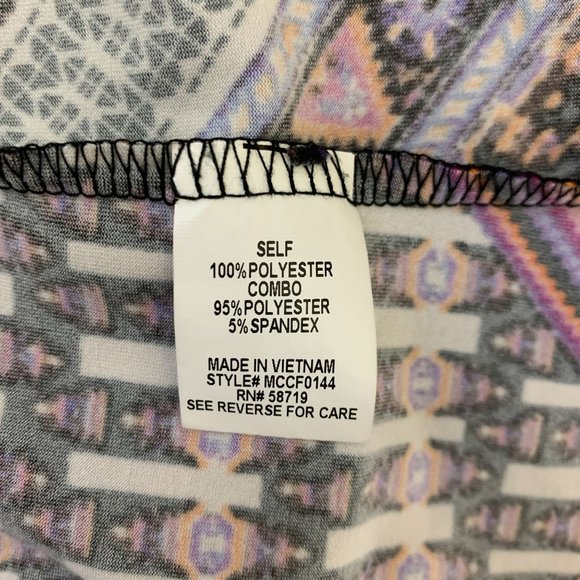 SELF
100%POLYESTER
COMBO
95%POLYESTER
5%SPANDEX
MADE IN VIETNAM
STYLE# MCCF0144
RN# 58719
SEE REVERSE FOR CARE